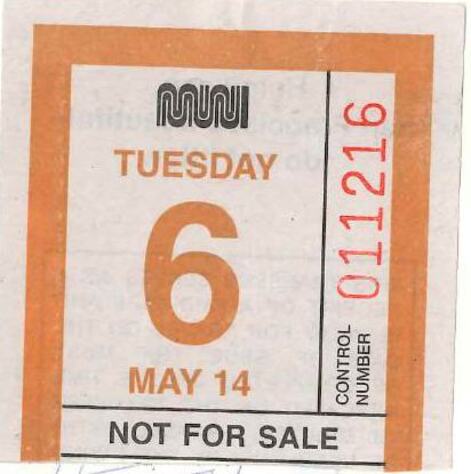 MUNI
TUESDAY
6
MAY 14
CONTROL
NUMBER
011216
NOT FOR SALE